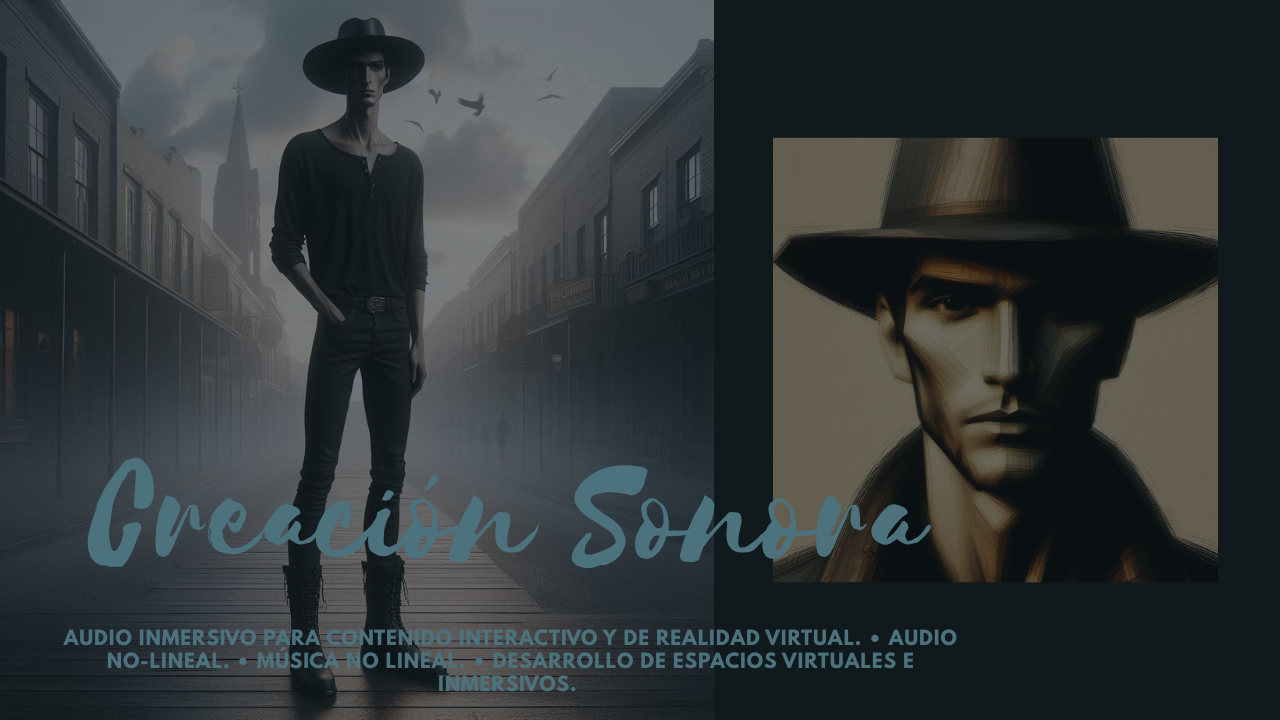 Creación Sonora
AUDIO INMERSIVO PARA CONTENIDO INTERACTIVO Y DE REALIDAD VIRTUAL. • AUDIO
NO-LINEAL. • MÚSICA NO LINEAL. • DESARROLLO DE ESPACIOS VIRTUALES E
INMERSIVOS.